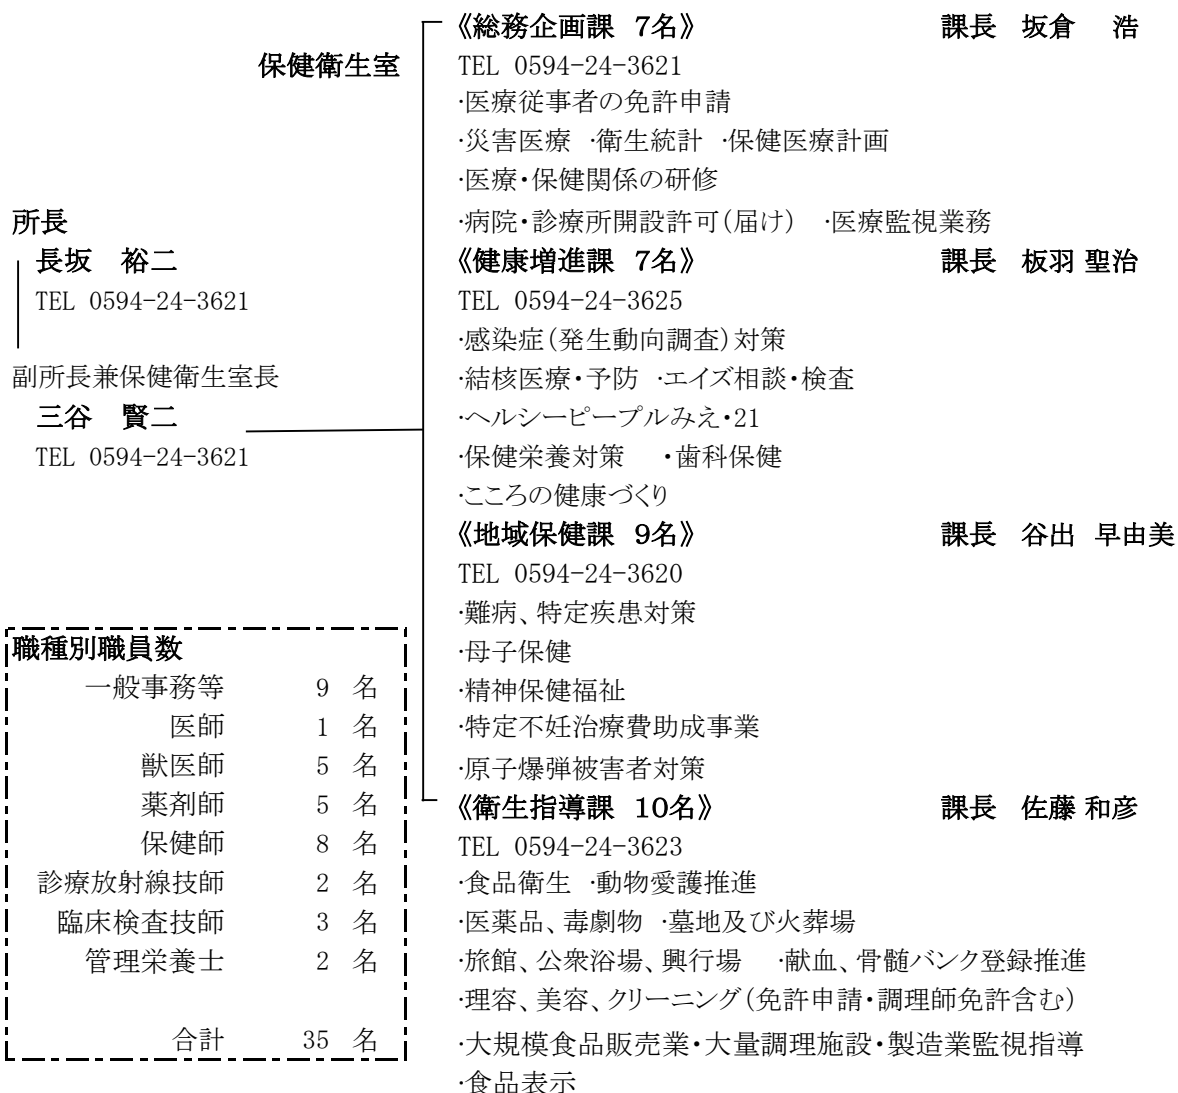 所長
長坂　裕二
TEL 0594-24-3621
副所長兼保健衛生室長
三谷　賢二
TEL 0594-24-3621
職種別職員数
一般事務等 9 名
医師 1 名
獣医師 5 名
薬剤師 5 名
保健師 8 名
診療放射線技師 2 名
臨床検査技師 3 名
管理栄養士 2 名
合計 35 名
保健衛生室
《総務企画課　7名》 課長　坂倉　浩
TEL 0594-24-3621
·医療従事者の免許申請
·災害医療 ·衛生統計 ·保健医療計画
·医療・保健関係の研修
·病院・診療所開設許可（届け） ·医療監視業務
《健康増進課　7名》 課長　板羽 聖治
TEL 0594-24-3625
·感染症（発生動向調査）対策
·結核医療・予防 ·エイズ相談・検査
·ヘルシーピープルみえ・21
·保健栄養対策　・歯科保健
·こころの健康づくり
《地域保健課　9名》 課長　谷出　早由美
TEL 0594-24-3620
·難病、特定疾患対策
·母子保健
·精神保健福祉
·特定不妊治療費助成事業
·原子爆弾被害者対策
《衛生指導課　10名》 課長　佐藤 和彦
TEL 0594-24-3623
·食品衛生 ·動物愛護推進
·医薬品、毒劇物 ·墓地及び火葬場
·旅館、公衆浴場、興行場　·献血、骨髄バンク登録推進
·理容、美容、クリーニング（免許申請・調理師免許含む）
·大規模食品販売業・大量調理施設・製造業監視指導
·食品表示